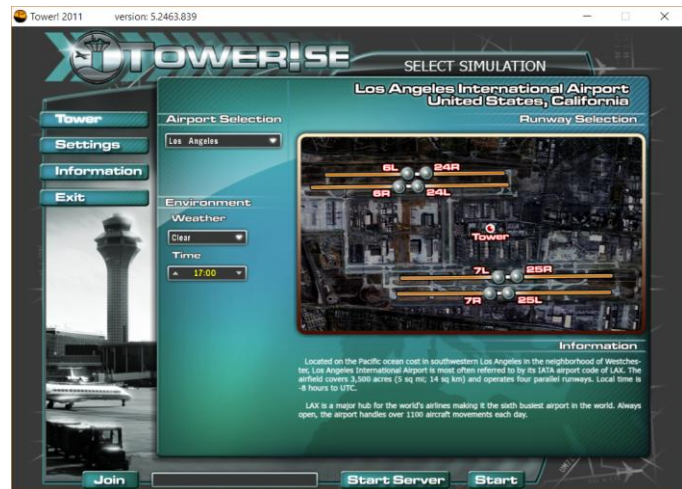 Tower! 2011 version: 5.2463.839
TOWER!SE
SELECT SIMULATION
Los Angeles International Airport
United States, California
Tower
Settings
Information
Exit
Airport Selection
Los Angeles
Runway Selection
6L 24R
6R 24L
Tower
7L 25R
7R 25L
Environment
Weather
Clear
Time
17:00
Information
Located on the Pacific ocean cost in southwestern Los Angeles in the neighborhood of Westches-
ter, Los Angeles International Airport is most often referred to by its IATA airport code of LAX. The
airfield covers 3,500 acres (5 sq mi; 14 sq km) and operates four parallel runways. Local time is
-8 hours to UTC.
LAX is a major hub for the world's airlines making it the sixth busiest airport in the world. Always
open, the airport handles over 1100 aircraft movements each day.
Join
Start Server
Start